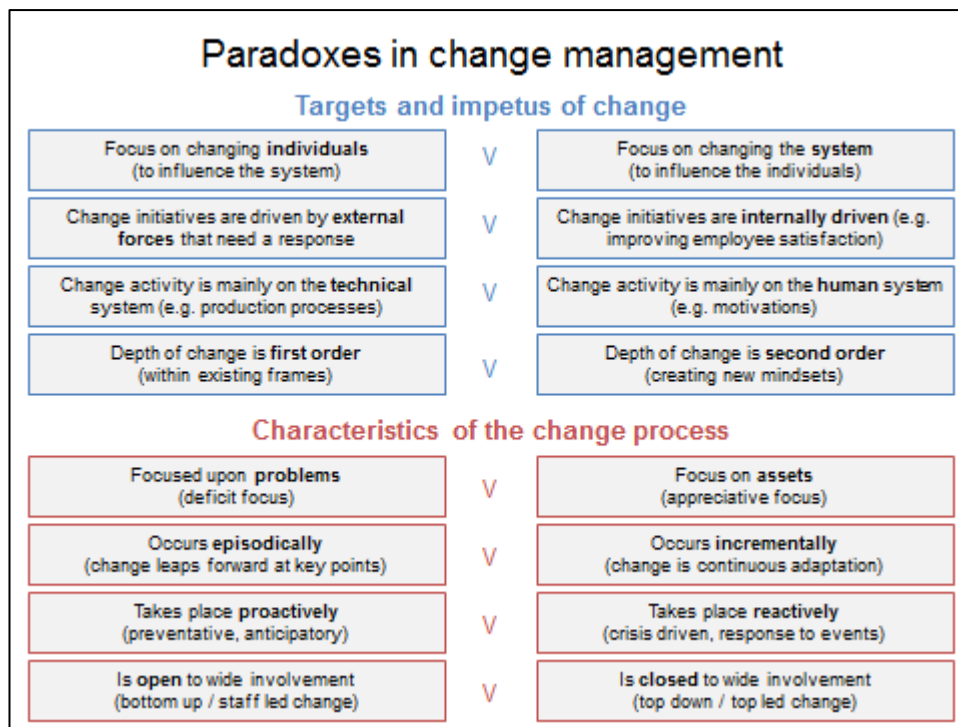 Paradoxes in change management
Targets and impetus of change
Focus on changing individuals
(to influence the system)
V
Focus on changing the system
(to influence the individuals)
Change initiatives are driven by external
forces that need a response
V
Change initiatives are internally driven (e.g.
improving employee satisfaction)
Change activity is mainly on the technical
system (e.g. production processes)
V
Change activity is mainly on the human system
(e.g. motivations)
Depth of change is first order
(within existing frames)
V
Depth of change is second order
(creating new mindsets)
Characteristics of the change process
Focused upon problems
(deficit focus)
V
Focus on assets
(appreciative focus)
Occurs episodically
(change leaps forward at key points)
V
Occurs incrementally
(change is continuous adaptation)
Takes place proactively
(preventative, anticipatory)
V
Takes place reactively
(crisis driven, response to events)
Is open to wide involvement
(bottom up / staff led change)
V
Is closed to wide involvement
(top down / top led change)